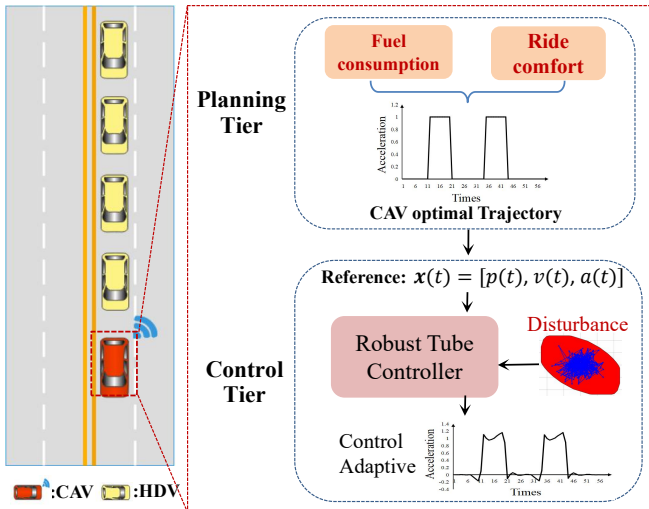 Planning
Tier
Fuel
consumption
Ride
comfort
Acceleration
1.2
1
0.8
0.6
0.4
0.2
0
1 6 11 16 21 26 31 36 41 46 51 56
Times
CAV optimal Trajectory
Reference: x(t) = [p(t), v(t), a(t)]
Control
Tier
Robust Tube
Controller
Disturbance
Control
Adaptive
Acceleration
1.4
1.2
1
0.8
0.6
0.4
0.2
0
-0.2
-0.4
1 6 11 16 21 26 31 36 41 46 51 56
Times
:CAV :HDV